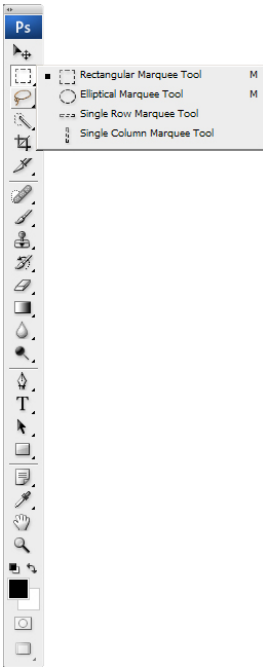 Ps
Rectangular Marquee Tool M
Elliptical Marquee Tool M
Single Row Marquee Tool
Single Column Marquee Tool
T